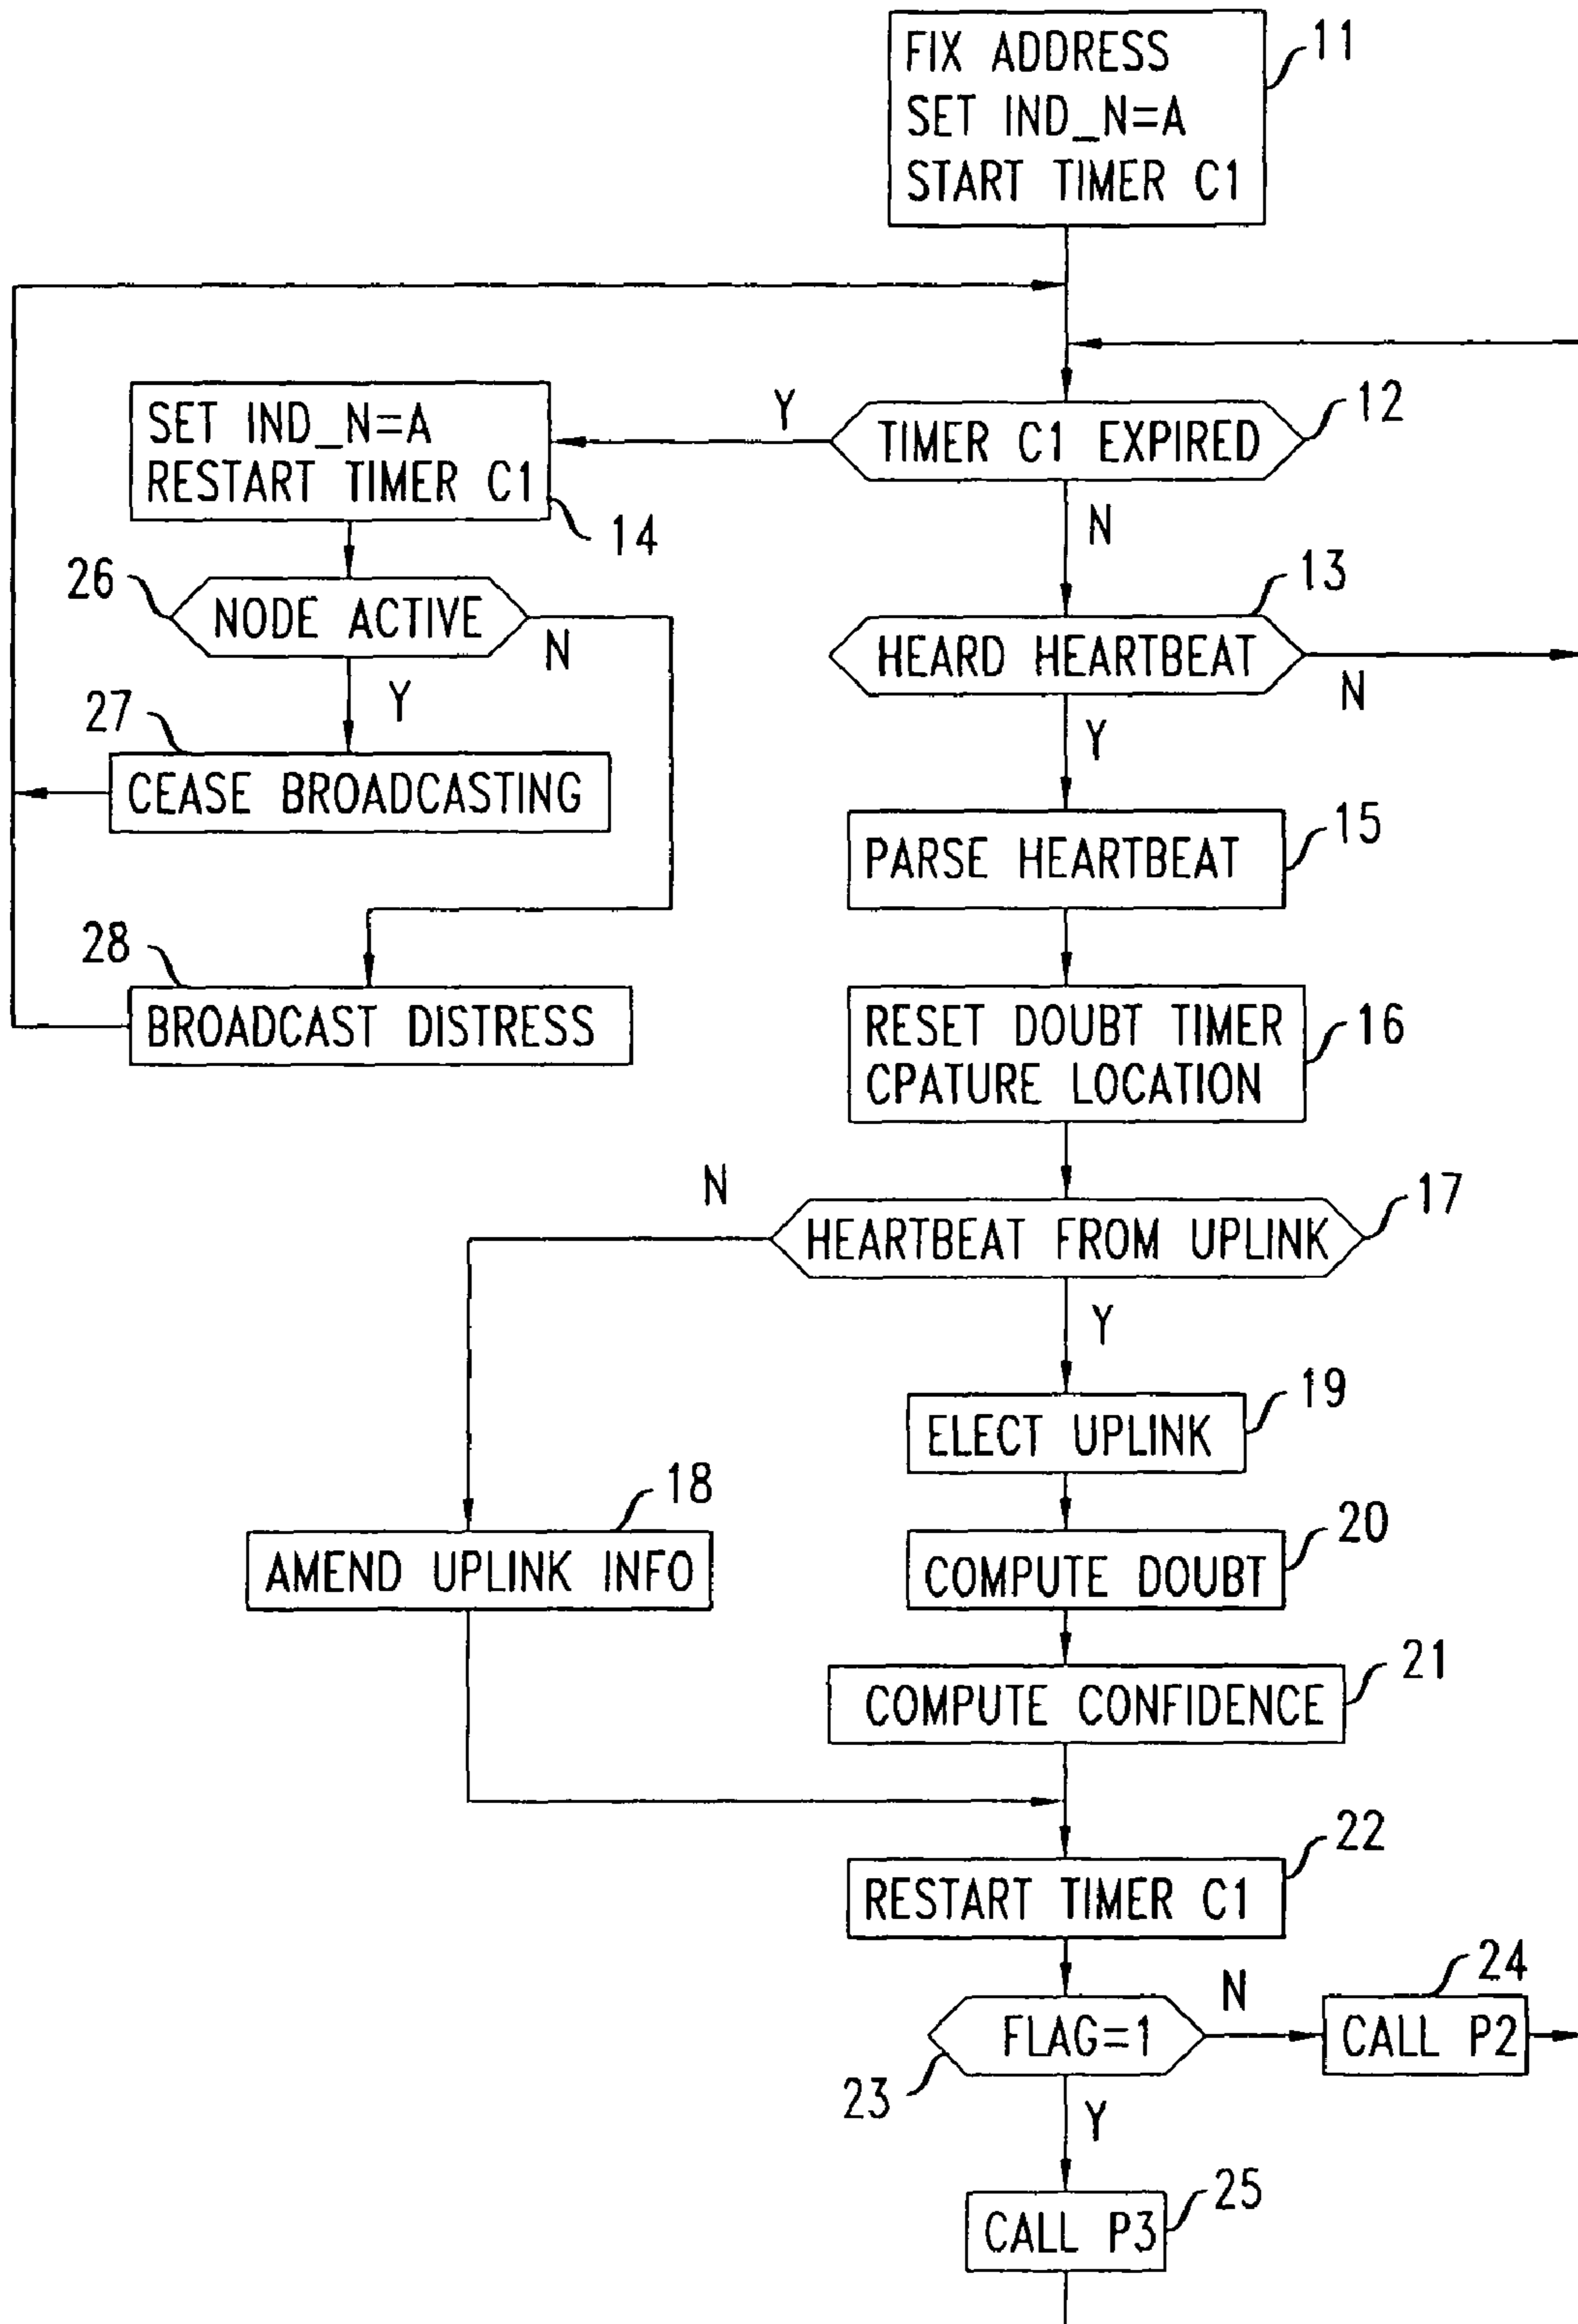 FIX ADDRESS
SET IND_N=A
START TIMER C1
11
SET IND_N=A
RESTART TIMER C1
14
Y
TIMER C1 EXPIRED
12
N
26
NODE ACTIVE
N
Y
HEARD HEARTBEAT
13
N
Y
27
CEASE BROADCASTING
PARSE HEARTBEAT
15
28
BROADCAST DISTRESS
RESET DOUBT TIMER
CPATURE LOCATION
16
N
HEARTBEAT FROM UPLINK
17
Y
ELECT UPLINK
19
18
AMEND UPLINK INFO
COMPUTE DOUBT
20
COMPUTE CONFIDENCE
21
RESTART TIMER C1
22
FLAG=1
23
N
24
CALL P2
Y
CALL P3
25